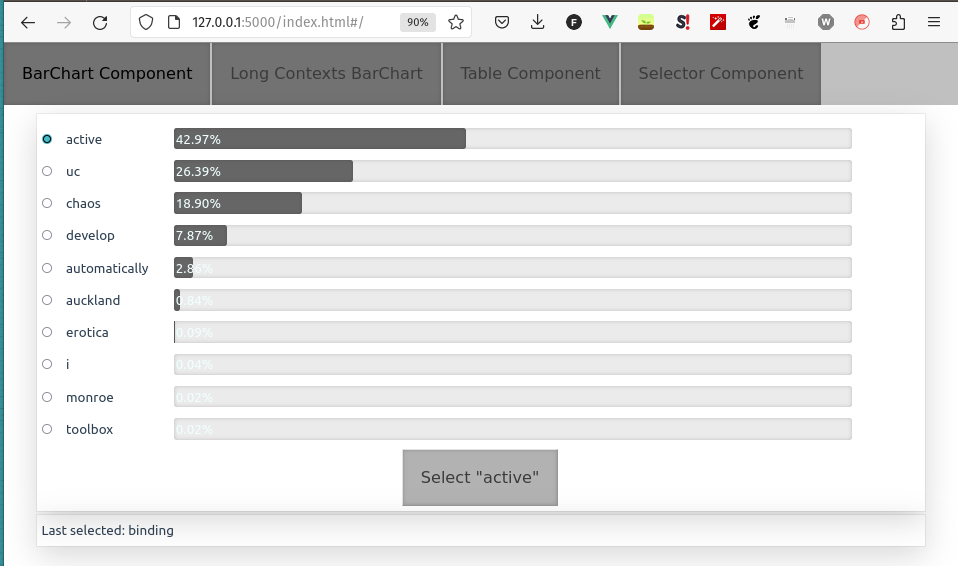 127.0.0.1:5000/index.html#/ 90%
BarChart Component Long Contexts BarChart Table Component Selector Component
active 42.97%
uc 26.39%
chaos 18.90%
develop 7.87%
automatically 2.86%
auckland 0.84%
erotica 0.09%
i 0.04%
monroe 0.02%
toolbox 0.02%
Select "active"
Last selected: binding